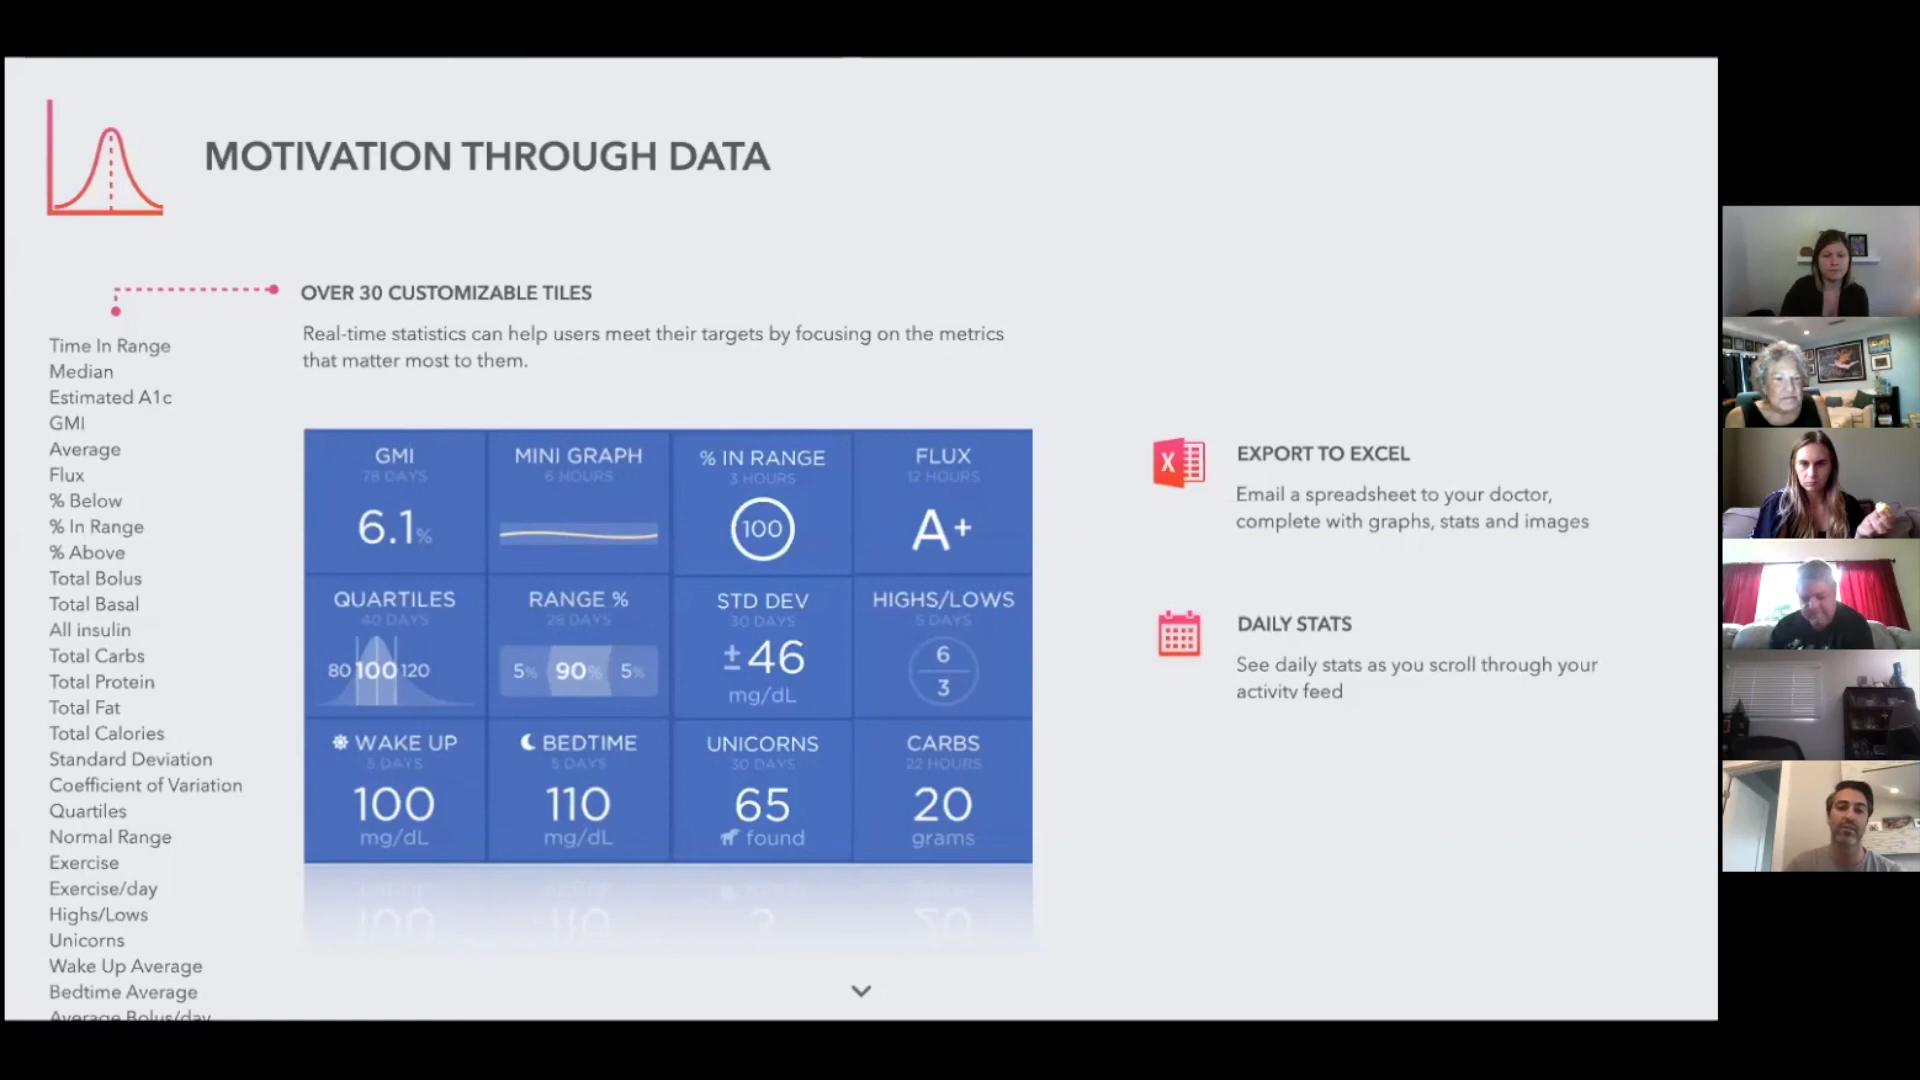 MOTIVATION THROUGH DATA
OVER 30 CUSTOMIZABLE TILES
Real-time statistics can help users meet their targets by focusing on the metrics
that matter most to them.
Time In Range
Median
Estimated A1c
GMI
Average
Flux
% Below
% In Range
% Above
Total Bolus
Total Basal
All insulin
Total Carbs
Total Protein
Total Fat
Total Calories
Standard Deviation
Coefficient of Variation
Quartiles
Normal Range
Exercise
Exercise/day
Highs/Lows
Unicorns
Wake Up Average
Bedtime Average
Average Bolus/day
GMI
78 DAYS
6.1%
MINI GRAPH
6 HOURS
% IN RANGE
3 HOURS
100
FLUX
12 HOURS
A+
QUARTILES
40 DAYS
80 100 120
RANGE %
28 DAYS
5% 90% 5%
STD DEV
30 DAYS
±46
mg/dL
HIGHS/LOWS
5 DAYS
6
3
WAKE UP
5 DAYS
100
mg/dL
BEDTIME
5 DAYS
110
mg/dL
UNICORNS
30 DAYS
65
found
CARBS
22 HOURS
20
grams
X
EXPORT TO EXCEL
Email a spreadsheet to your doctor,
complete with graphs, stats and images
DAILY STATS
See daily stats as you scroll through your
activity feed